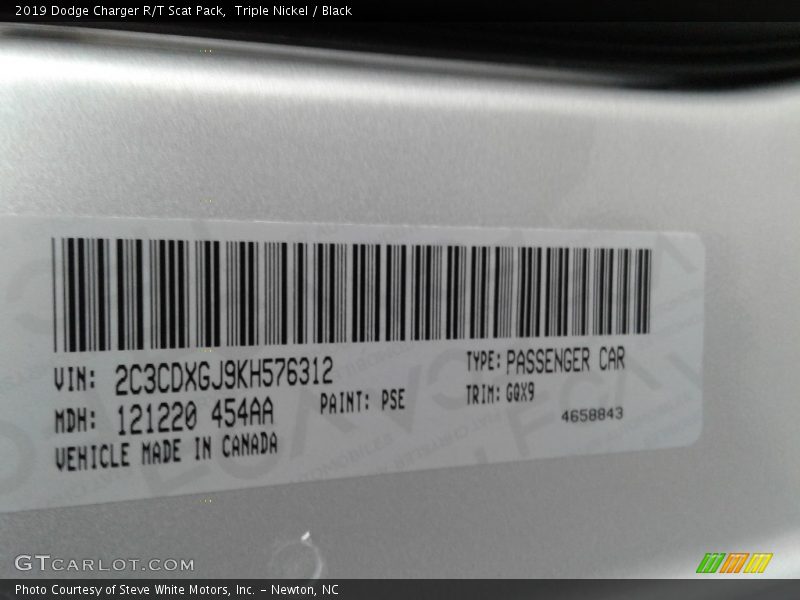 2019 Dodge Charger R/T Scat Pack,  Triple Nickel / Black
VIN: 2C3CDXGJ9KH576312
TYPE: PASSENGER CAR
MDH: 121220 454AA
PAINT: PSE
TRIM: GQX9
VEHICLE MADE IN CANADA
4658843
GTCARLOT.COM
Photo Courtesy of Steve White Motors, Inc. – Newton, NC